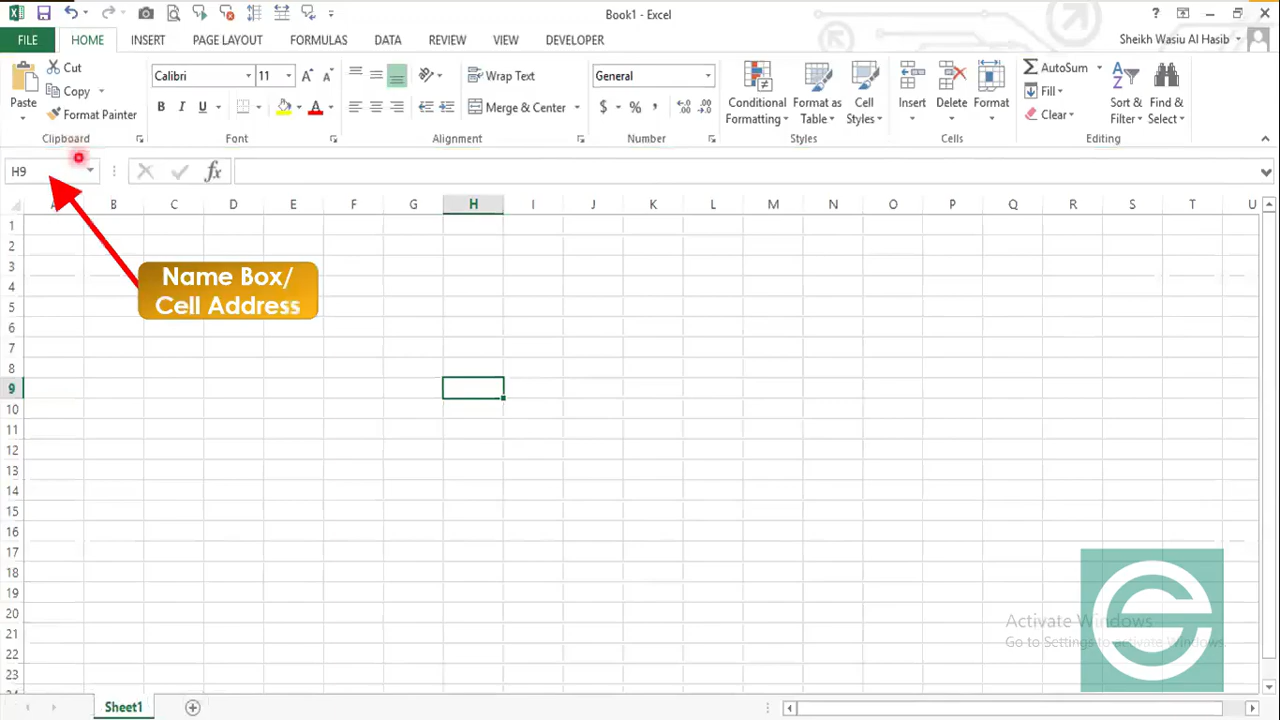 Book1 - Excel
?
FILE HOME INSERT PAGE LAYOUT FORMULAS DATA REVIEW VIEW DEVELOPER Sheikh Wasiu Al Hasib
Paste
Cut
Copy
Format Painter
Clipboard
Calibri 11
B I U A
Font
Wrap Text
Merge & Center
Alignment
General
$ % ,
Number
Conditional
Formatting
Format as
Table
Cell
Styles
Styles
Insert Delete Format
Cells
AutoSum
Fill
Clear
Sort &
Filter
Find &
Select
Editing
H9 fx
A B C D E F G H I J K L M N O P Q R S T U
1
2
3
4
5
6
7
8
9
10
11
12
13
14
15
16
17
18
19
20
21
22
23
24
Name Box/
Cell Address
Activate Windows
Go to Settings to activate Windows.
Sheet1